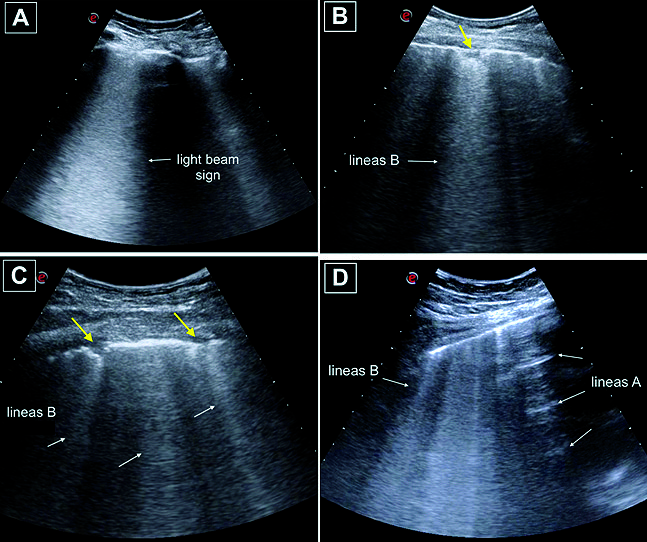 A
light beam
sign
B
lineas B
C
lineas B
D
lineas B
lineas A